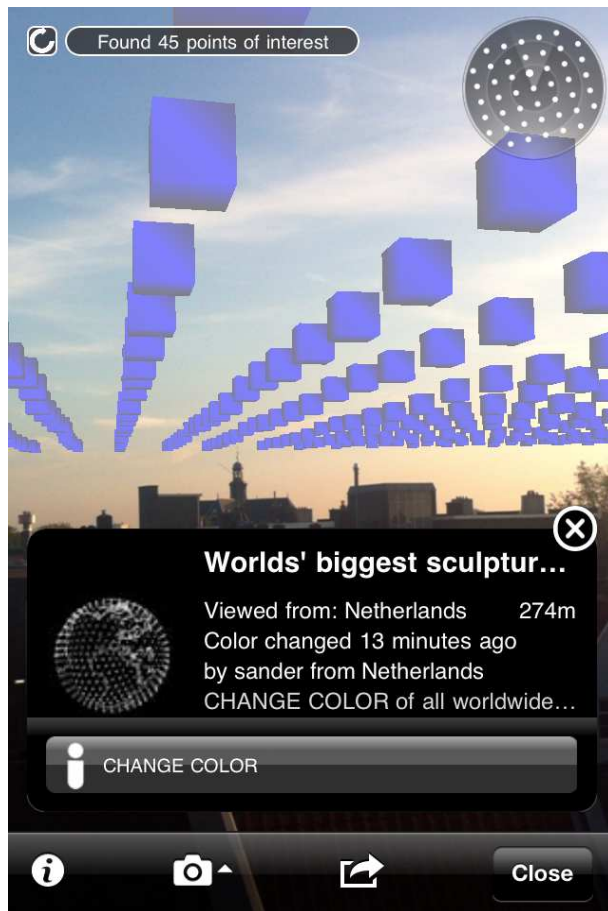 Found 45 points of interest
Worlds' biggest sculptur...
Viewed from: Netherlands 274m
Color changed 13 minutes ago
by sander from Netherlands
CHANGE COLOR of all worldwide...
CHANGE COLOR
Close